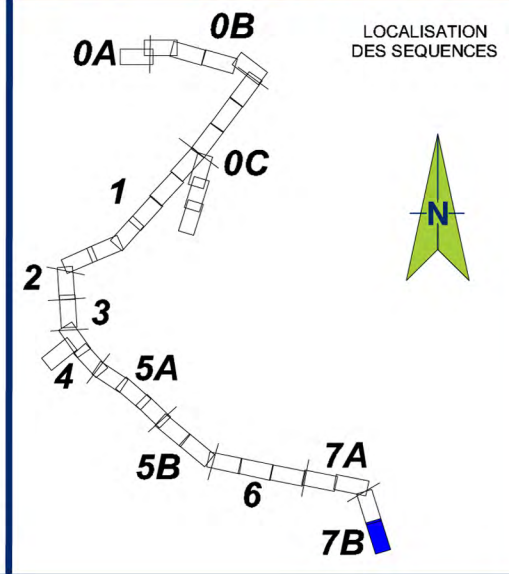 0B
LOCALISATION
DES SEQUENCES
0A
0C
1
N
2
3
4
5A
5B
7A
6
7B